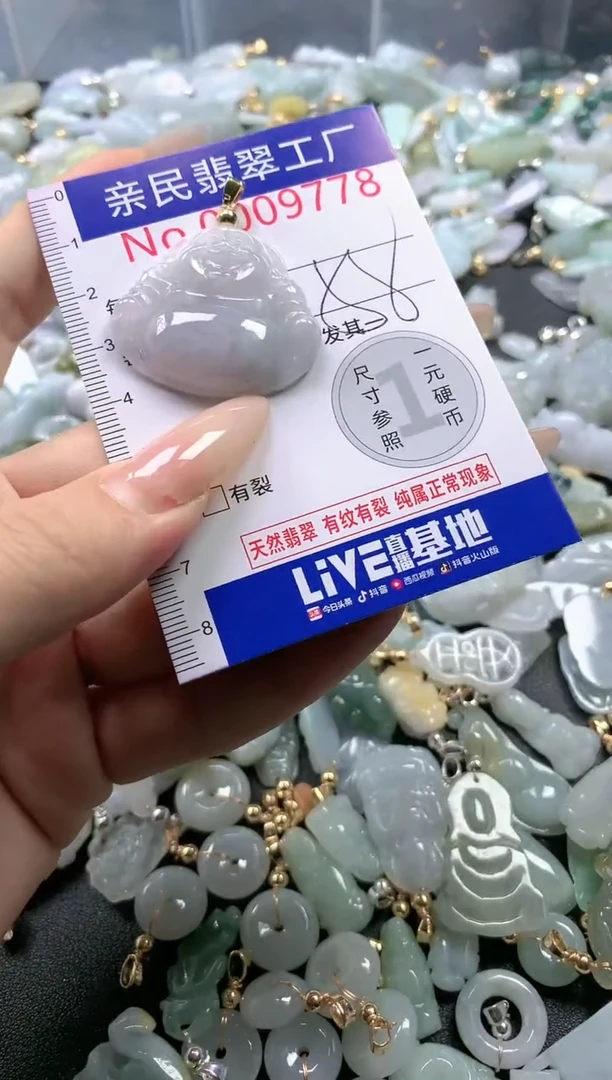 亲民翡翠工厂
No.0009778
88
发其
尺寸参照
一元硬币
1
有裂
天然翡翠 有纹有裂 纯属正常现象
LiVE直播基地
今日头条 抖音 西瓜视频 抖音火山版
0
1
2
3
4
7
8